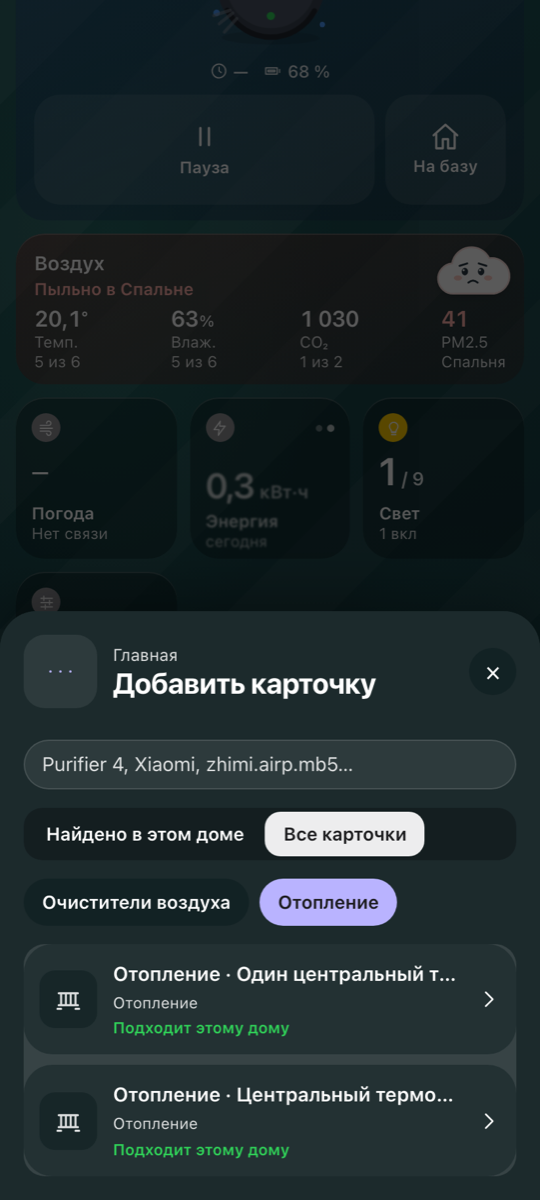 — 68 %
Пауза
На базу
Воздух
Пыльно в Спальне
20,1° 63% 1 030 41
Темп. Влаж. CO₂ PM2.5
5 из 6 5 из 6 1 из 2 Спальня
—
Погода
Нет связи
0,3 кВт·ч
Энергия
сегодня
1 / 9
Свет
1 вкл
Главная
Добавить карточку
Purifier 4, Xiaomi, zhimi.airp.mb5...
Найдено в этом доме Все карточки
Очистители воздуха Отопление
Отопление · Один центральный т...
Отопление
Подходит этому дому
Отопление · Центральный термо...
Отопление
Подходит этому дому